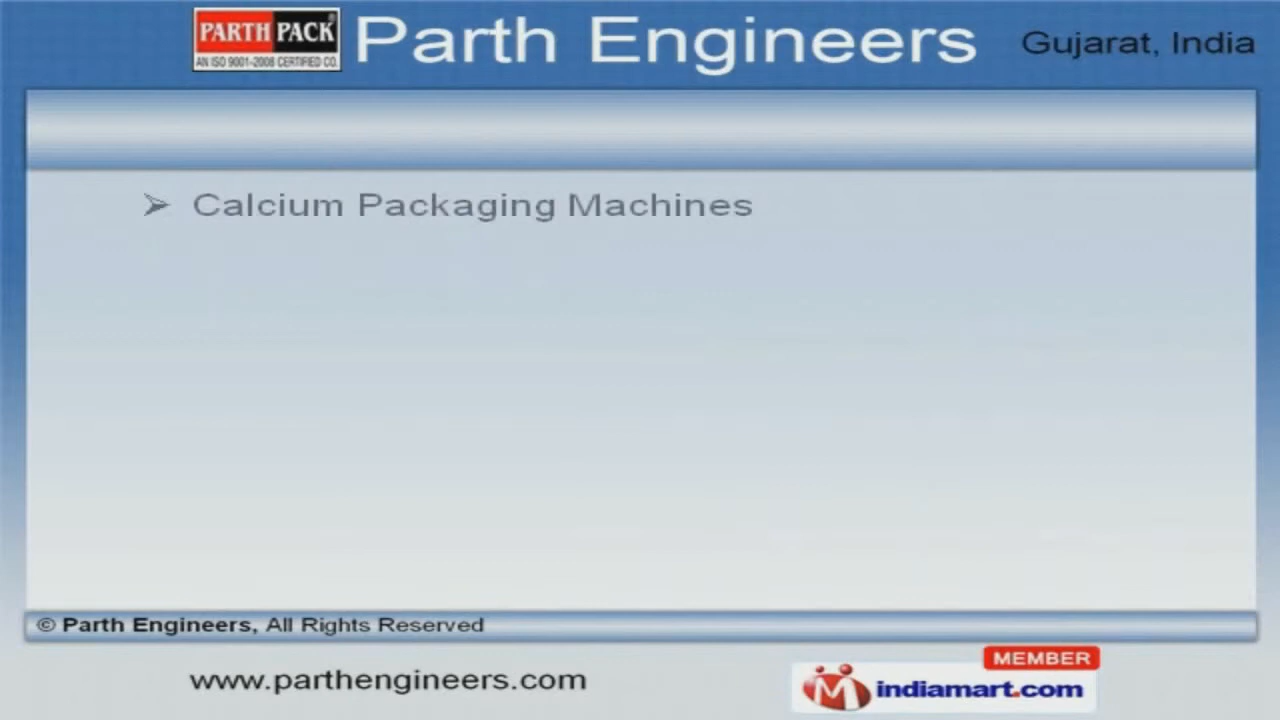 PARTH PACK®
AN ISO 9001-2008 CERTIFIED CO.
Parth Engineers
Gujarat, India
➢ Calcium Packaging Machines
© Parth Engineers, All Rights Reserved
www.parthengineers.com
MEMBER
indiamart.com